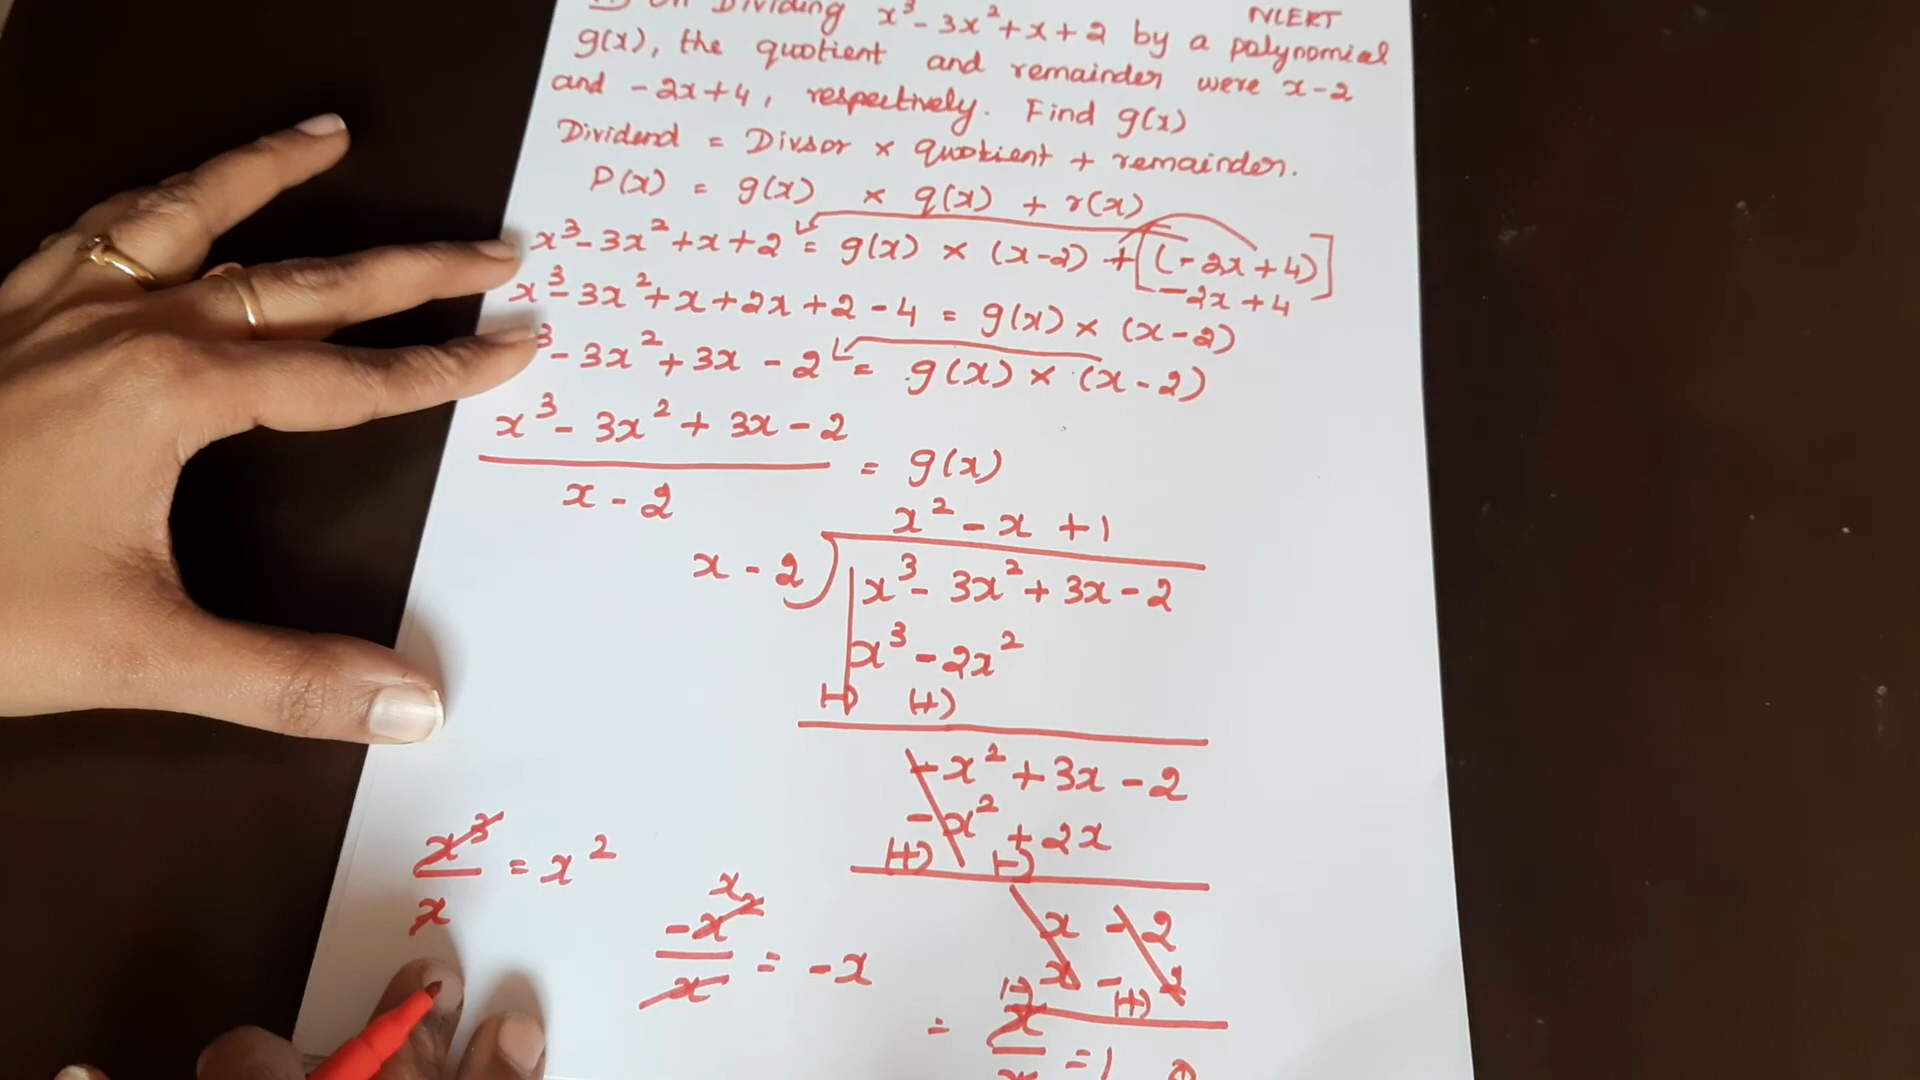 On Dividing x³ - 3x² + x + 2 by a polynomial
NCERT
g(x), the quotient and remainder were x - 2
and - 2x + 4, respectively. Find g(x)
Dividend = Divsor × quotient + remainder.
P(x) = g(x) × q(x) + r(x)
x³ - 3x² + x + 2 = g(x) × (x - 2) + [(- 2x + 4)]
- 2x + 4
x³ - 3x² + x + 2x + 2 - 4 = g(x) × (x - 2)
³ - 3x² + 3x - 2 = g(x) × (x - 2)
x³ - 3x² + 3x - 2
= g(x)
x - 2
x² - x + 1
x - 2 ) x³ - 3x² + 3x - 2
x³ - 2x²
(-) (+)
- x² + 3x - 2
- x² + 2x
(+) (-)
x³ = x²
x
x
- x² = - x
x
x - 2
x - 2
(-) (+)
= x = 1
x